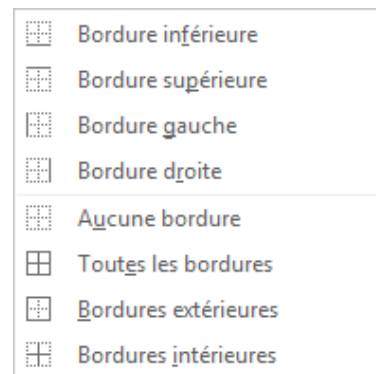 Bordure inférieure
Bordure supérieure
Bordure gauche
Bordure droite
Aucune bordure
Toutes les bordures
Bordures extérieures
Bordures intérieures